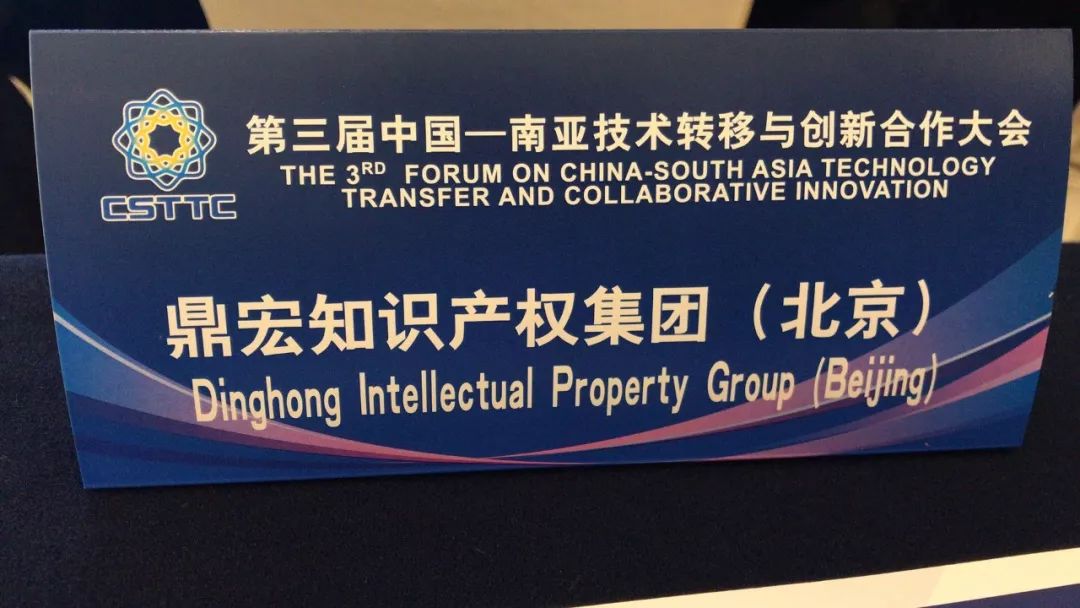 第三届中国—南亚技术转移与创新合作大会
THE 3RD FORUM ON CHINA-SOUTH ASIA TECHNOLOGY
TRANSFER AND COLLABORATIVE INNOVATION
CSTTC
鼎宏知识产权集团（北京）
Dinghong Intellectual Property Group (Beijing)